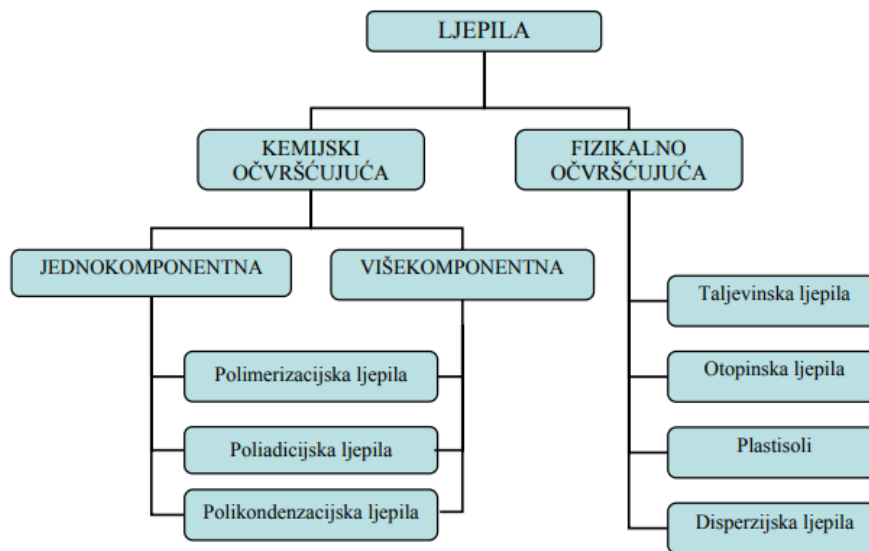 LJEPILA
KEMIJSKI
OČVRŠĆUJUĆA
FIZIKALNO
OČVRŠĆUJUĆA
JEDNOKOMPONENTNA
VIŠEKOMPONENTNA
Taljevinska ljepila
Polimerizacijska ljepila
Otopinska ljepila
Poliadicijska ljepila
Plastisoli
Polikondenzacijska ljepila
Disperzijska ljepila